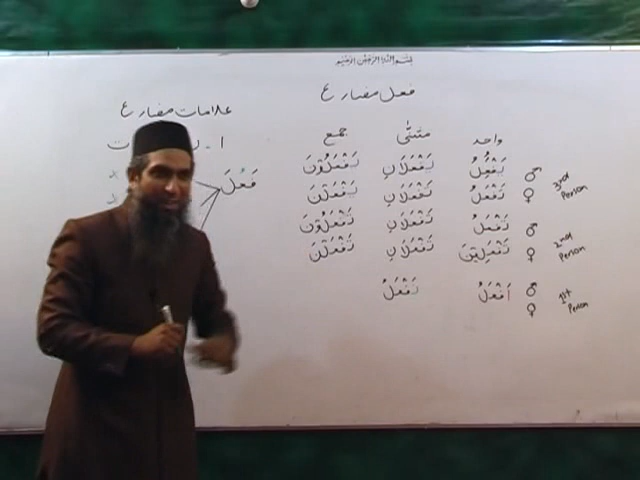 بسم اللہ الرحمٰن الرحیم
فعل مضارع
علامات مضارع
واحد مثنیٰ جمع
يَفْعَلُ يَفْعَلَانِ يَفْعَلُوْنَ ♂ 3rd Person
تَفْعَلُ تَفْعَلَانِ يَفْعَلْنَ ♀
تَفْعَلُ تَفْعَلَانِ تَفْعَلُوْنَ ♂ 2nd Person
تَفْعَلِيْنَ تَفْعَلَانِ تَفْعَلْنَ ♀
اَفْعَلُ نَفْعَلُ ♂ 1st Person
♀
فَعُلَ